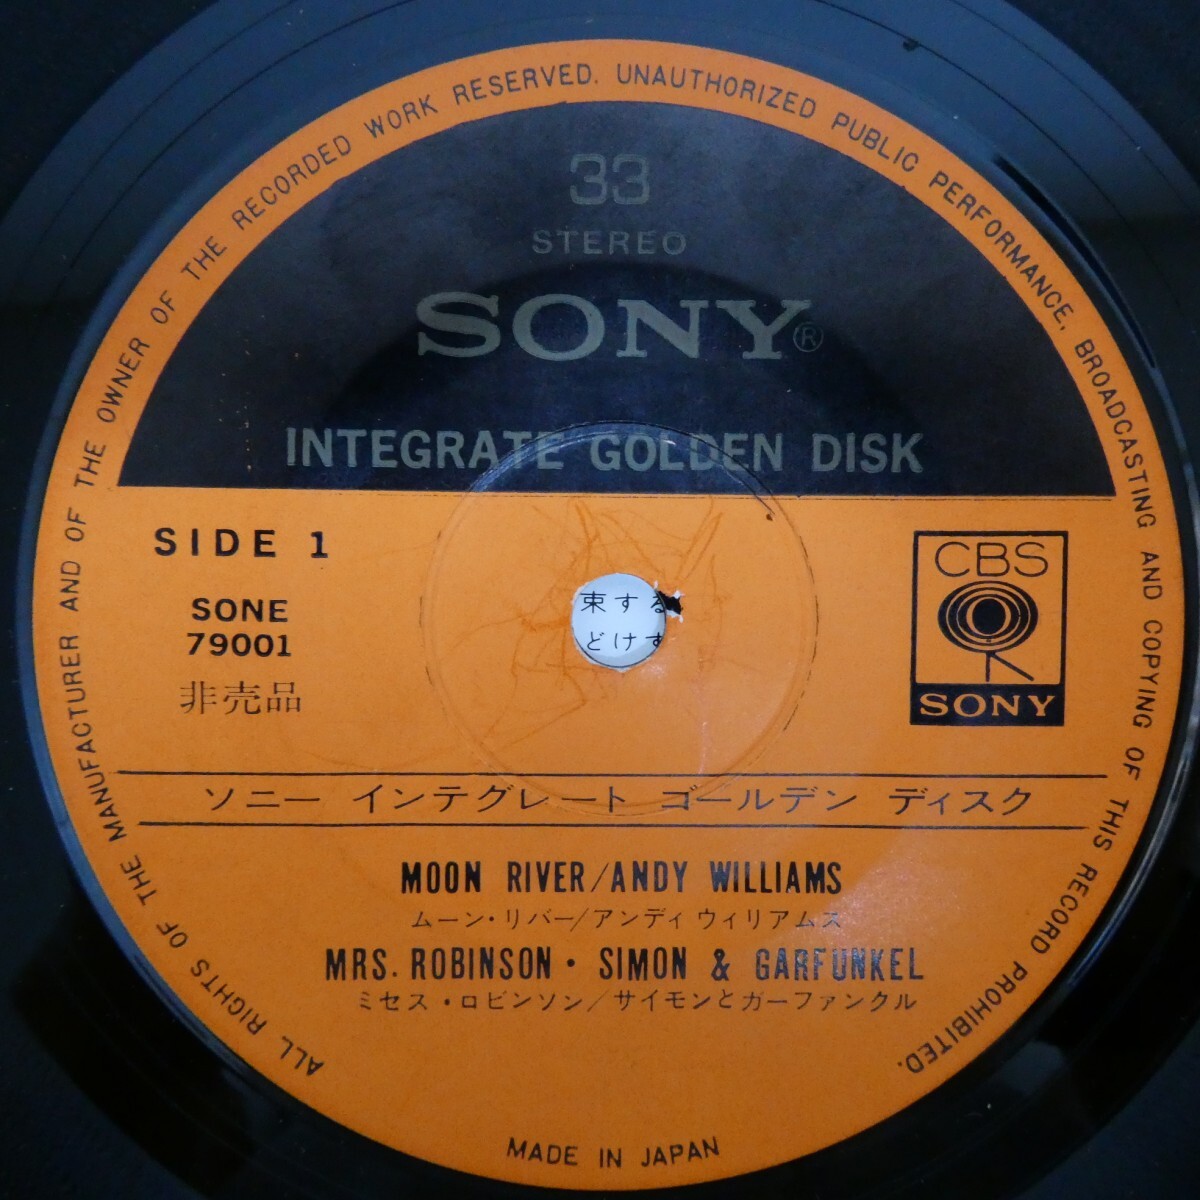 ALL RIGHTS OF THE MANUFACTURER AND OF THE OWNER OF THE RECORDED WORK RESERVED. UNAUTHORIZED PUBLIC PERFORMANCE, BROADCASTING AND COPYING OF THIS RECORD PROHIBITED.
33
STEREO
SONY®
INTEGRATE GOLDEN DISK
SIDE 1
SONE
79001
非売品
CBS
SONY
束する
どけす
ソニー インテグレート ゴールデン ディスク
MOON RIVER/ANDY WILLIAMS
ムーン・リバー/アンディ ウィリアムス
MRS. ROBINSON・SIMON & GARFUNKEL
ミセス・ロビンソン/サイモンとガーファンクル
MADE IN JAPAN